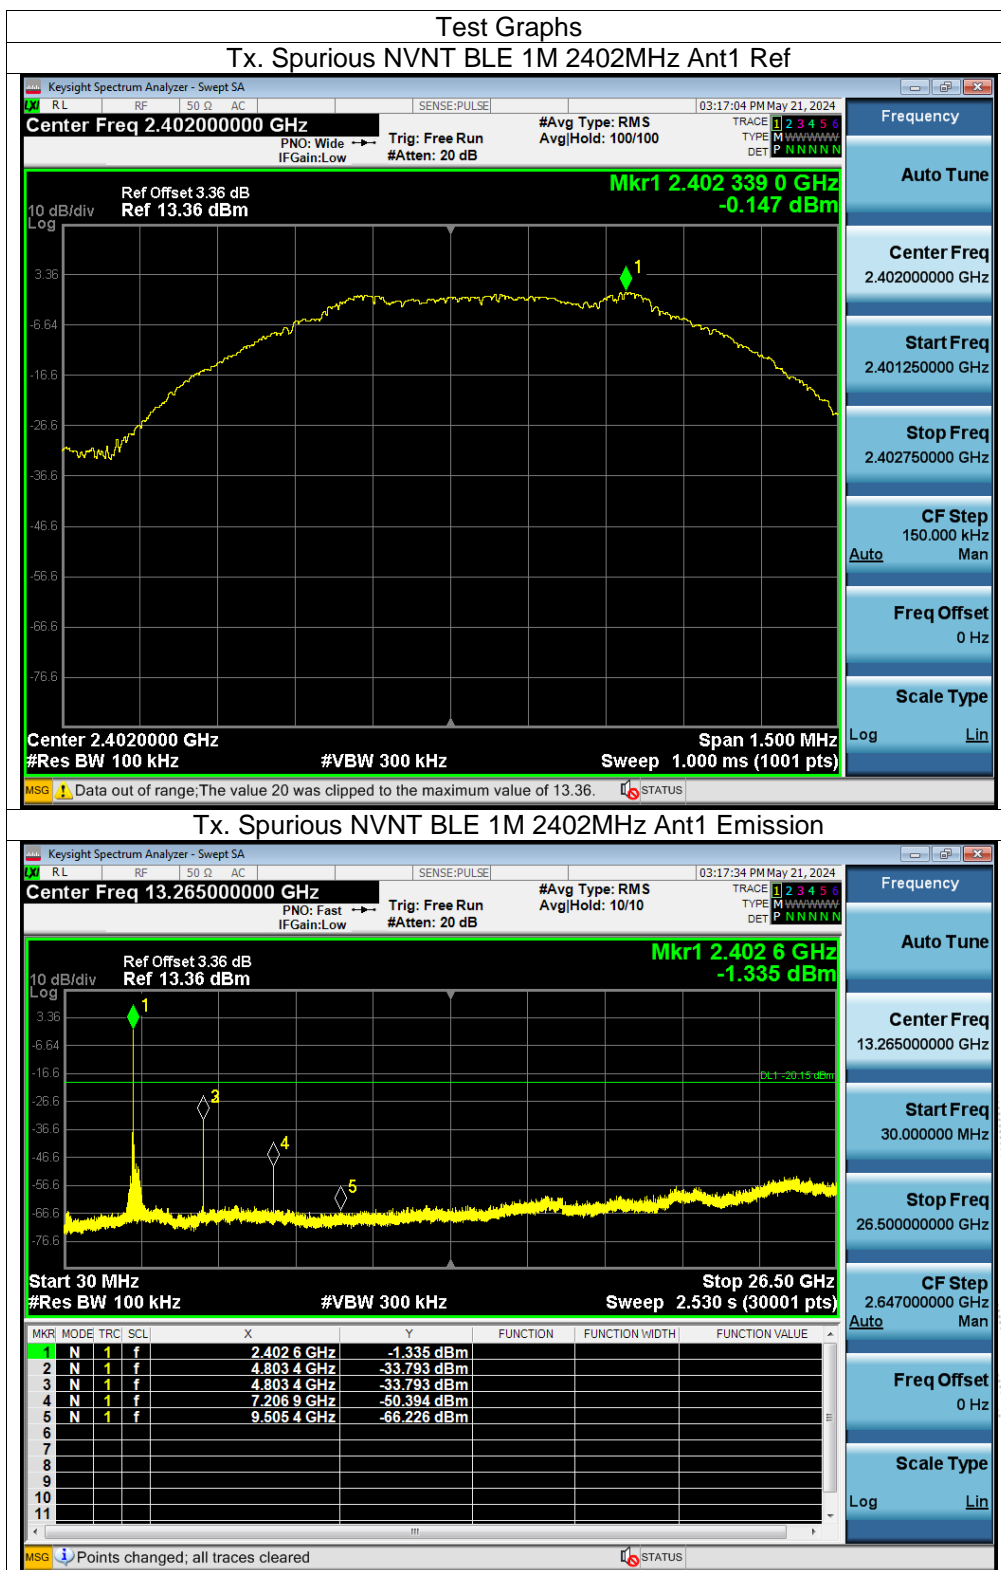 Test Graphs
Tx. Spurious NVNT BLE 1M 2402MHz Ant1 Ref
Keysight Spectrum Analyzer - Swept SA
LXI RL RF 50 Ω AC SENSE:PULSE 03:17:04 PM May 21, 2024
Center Freq 2.402000000 GHz
PNO: Wide
IFGain:Low
Trig: Free Run
#Atten: 20 dB
#Avg Type: RMS
Avg|Hold: 100/100
TRACE 1 2 3 4 5 6
TYPE M W W W W W
DET P N N N N N
Mkr1 2.402 339 0 GHz
-0.147 dBm
Ref Offset 3.36 dB
10 dB/div Ref 13.36 dBm
Log
1
3.36
-6.64
-16.6
-26.6
-36.6
-46.6
-56.6
-66.6
-76.6
Center 2.4020000 GHz Span 1.500 MHz
#Res BW 100 kHz #VBW 300 kHz Sweep 1.000 ms (1001 pts)
MSG Data out of range;The value 20 was clipped to the maximum value of 13.36. STATUS
Frequency
Auto Tune
Center Freq
2.402000000 GHz
Start Freq
2.401250000 GHz
Stop Freq
2.402750000 GHz
CF Step
150.000 kHz
Auto Man
Freq Offset
0 Hz
Scale Type
Log Lin
Tx. Spurious NVNT BLE 1M 2402MHz Ant1 Emission
Keysight Spectrum Analyzer - Swept SA
LXI RL RF 50 Ω AC SENSE:PULSE 03:17:34 PM May 21, 2024
Center Freq 13.265000000 GHz
PNO: Fast
IFGain:Low
Trig: Free Run
#Atten: 20 dB
#Avg Type: RMS
Avg|Hold: 10/10
TRACE 1 2 3 4 5 6
TYPE M W W W W W
DET P N N N N N
Mkr1 2.402 6 GHz
-1.335 dBm
Ref Offset 3.36 dB
10 dB/div Ref 13.36 dBm
Log
1
3.36
-6.64
-16.6
DL1 -20.15 dBm
-26.6
3
-36.6
4
-46.6
-56.6
5
-66.6
-76.6
Start 30 MHz Stop 26.50 GHz
#Res BW 100 kHz #VBW 300 kHz Sweep 2.530 s (30001 pts)
MKR MODE TRC SCL X Y FUNCTION FUNCTION WIDTH FUNCTION VALUE
1 N 1 f 2.402 6 GHz -1.335 dBm
2 N 1 f 4.803 4 GHz -33.793 dBm
3 N 1 f 4.803 4 GHz -33.793 dBm
4 N 1 f 7.206 9 GHz -50.394 dBm
5 N 1 f 9.505 4 GHz -66.226 dBm
6
7
8
9
10
11
MSG Points changed; all traces cleared STATUS
Frequency
Auto Tune
Center Freq
13.265000000 GHz
Start Freq
30.000000 MHz
Stop Freq
26.500000000 GHz
CF Step
2.647000000 GHz
Auto Man
Freq Offset
0 Hz
Scale Type
Log Lin